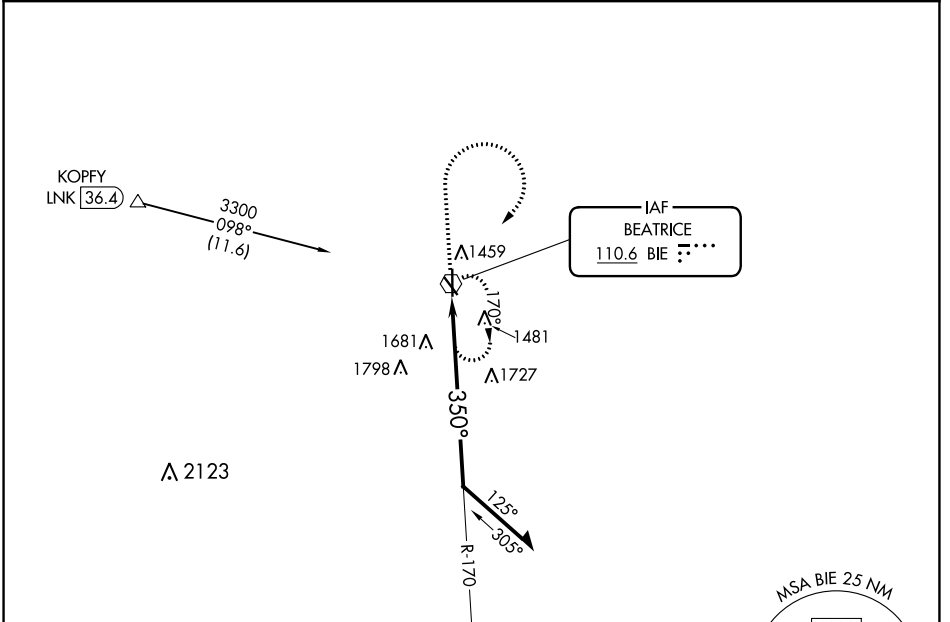 KOPFY
LNK 36.4
3300
098°
(11.6)
IAF
BEATRICE
110.6 BIE
1459
170°
1481
1681
1798
1727
350°
2123
125°
305°
R-170
MSA BIE 25 NM